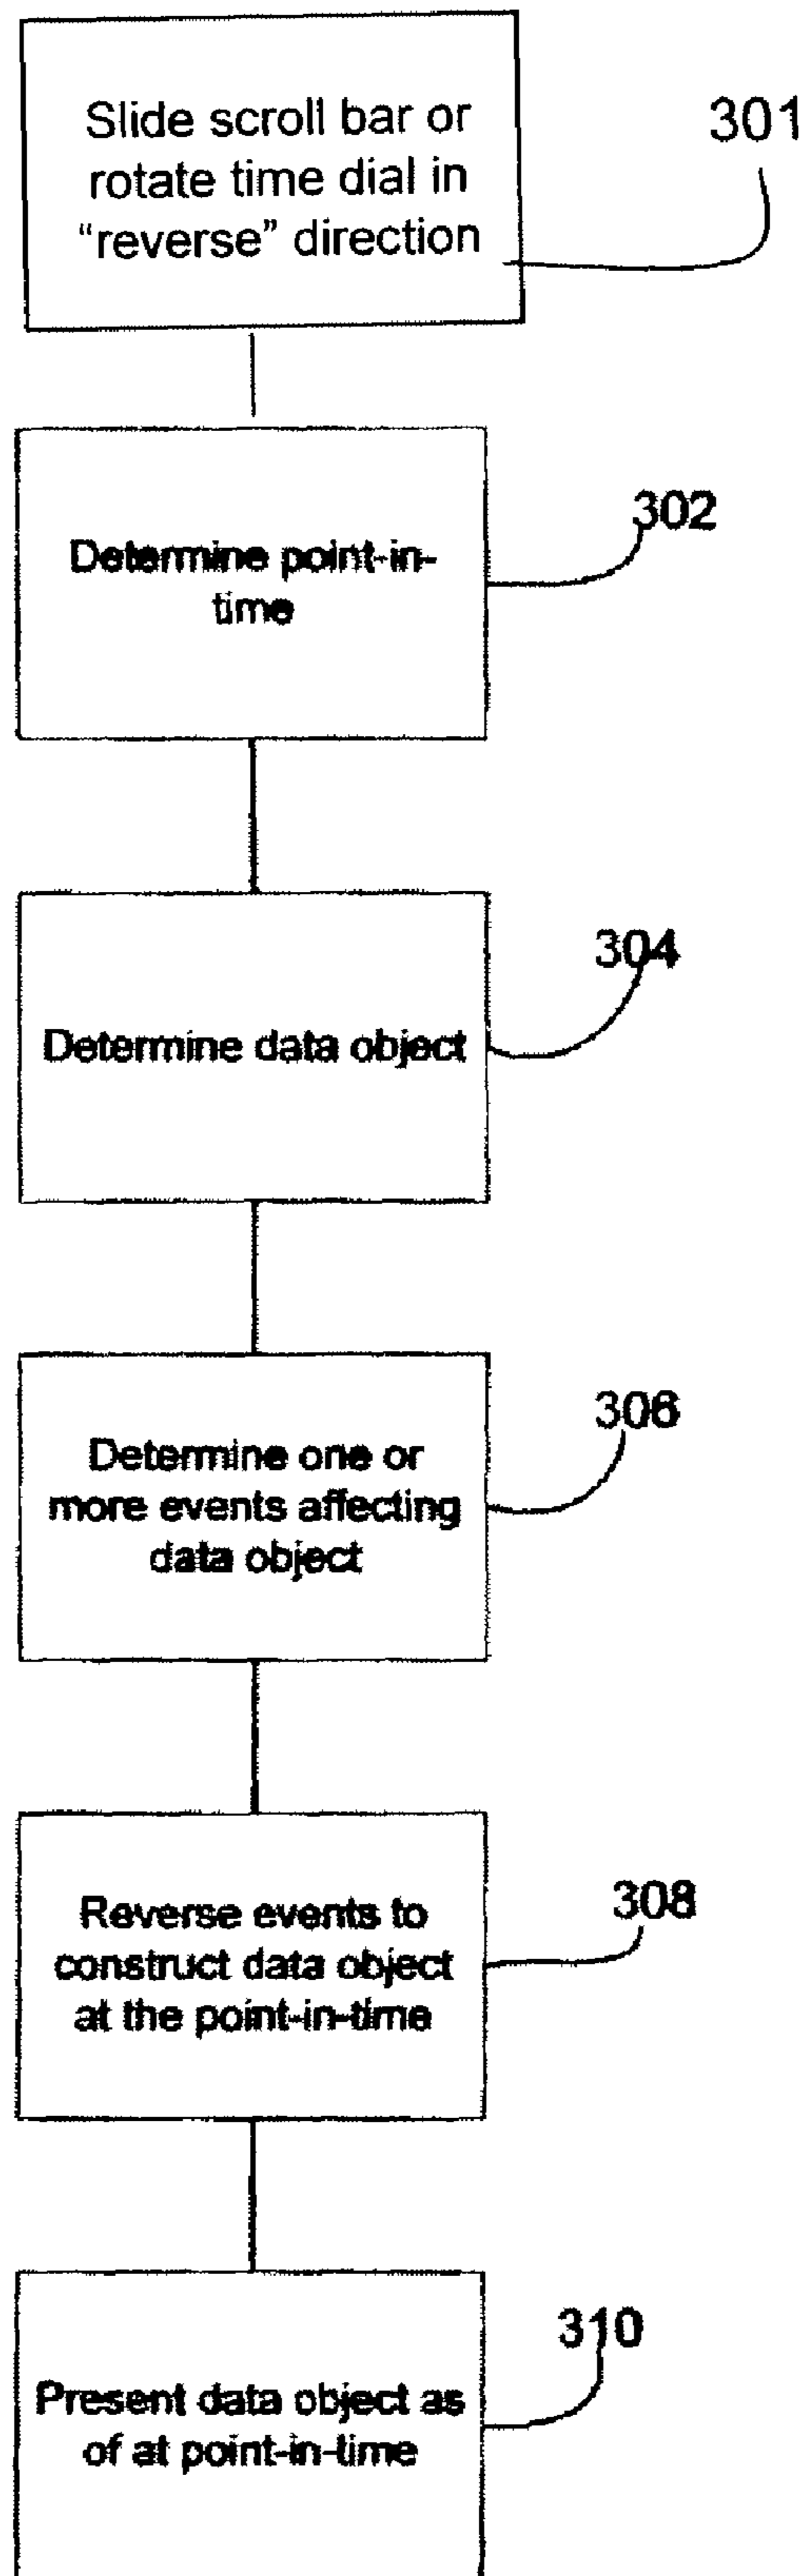 Slide scroll bar or
rotate time dial in
“reverse” direction
301
Determine point-in-
time
302
Determine data object
304
Determine one or
more events affecting
data object
306
Reverse events to
construct data object
at the point-in-time
308
Present data object as
of at point-in-time
310